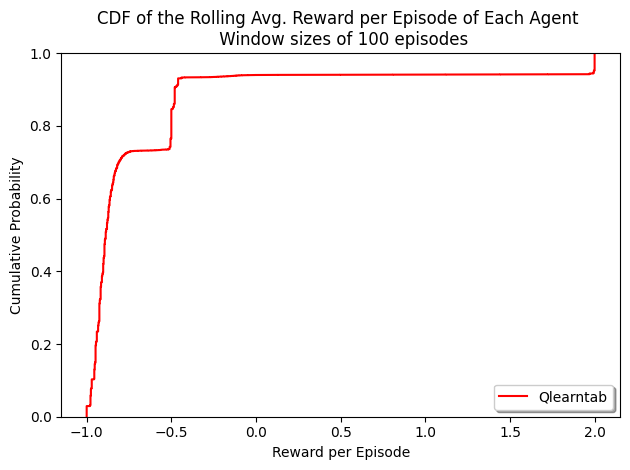 CDF of the Rolling Avg. Reward per Episode of Each Agent
Window sizes of 100 episodes
1.0
0.8
0.6
0.4
0.2
0.0
Cumulative Probability
−1.0 −0.5 0.0 0.5 1.0 1.5 2.0
Reward per Episode
Qlearntab